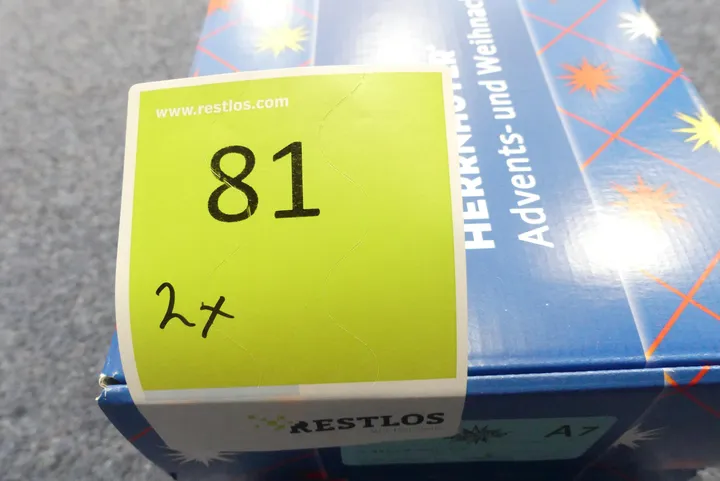 www.restlos.com
81
2x
RESTLOS
HERRNHUTER
Advents- und Weihnac
A7